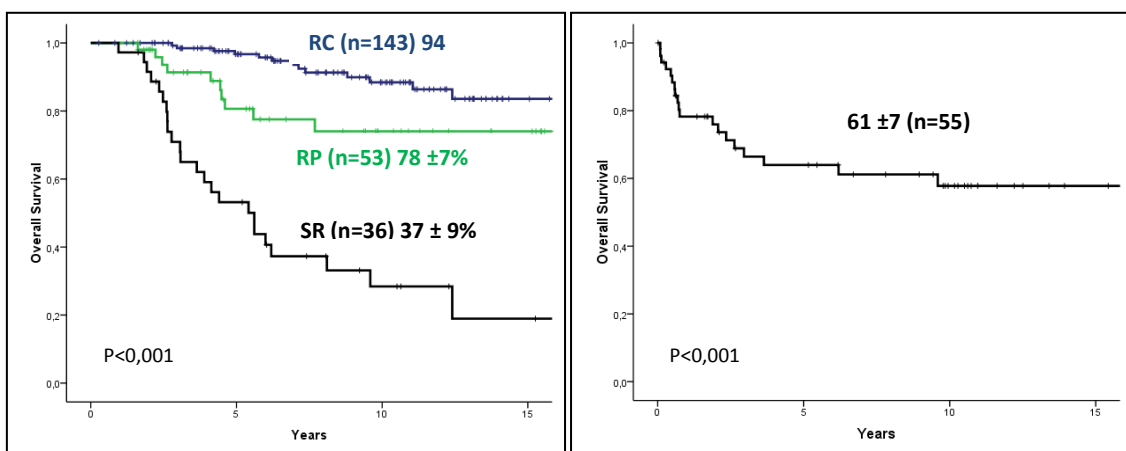 RC (n=143) 94
RP (n=53) 78 ±7%
SR (n=36) 37 ± 9%
P<0,001
Overall Survival
1,0
0,8
0,6
0,4
0,2
0,0
0
5
10
15
Years
61 ±7 (n=55)
P<0,001
Overall Survival
1,0
0,8
0,6
0,4
0,2
0,0
0
5
10
15
Years